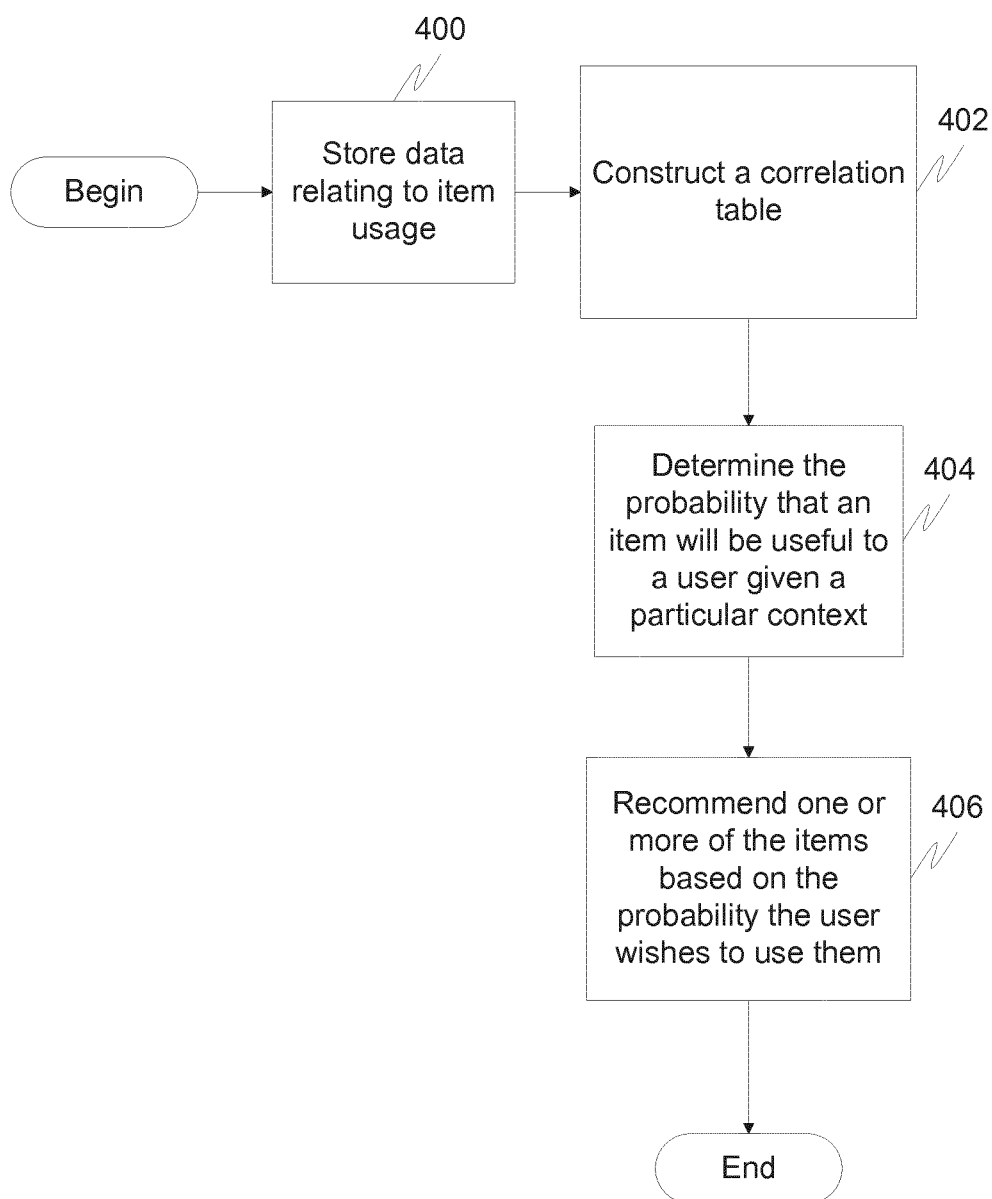 400
Begin
Store data
relating to item
usage
402
Construct a correlation
table
404
Determine the
probability that an
item will be useful to
a user given a
particular context
406
Recommend one or
more of the items
based on the
probability the user
wishes to use them
End